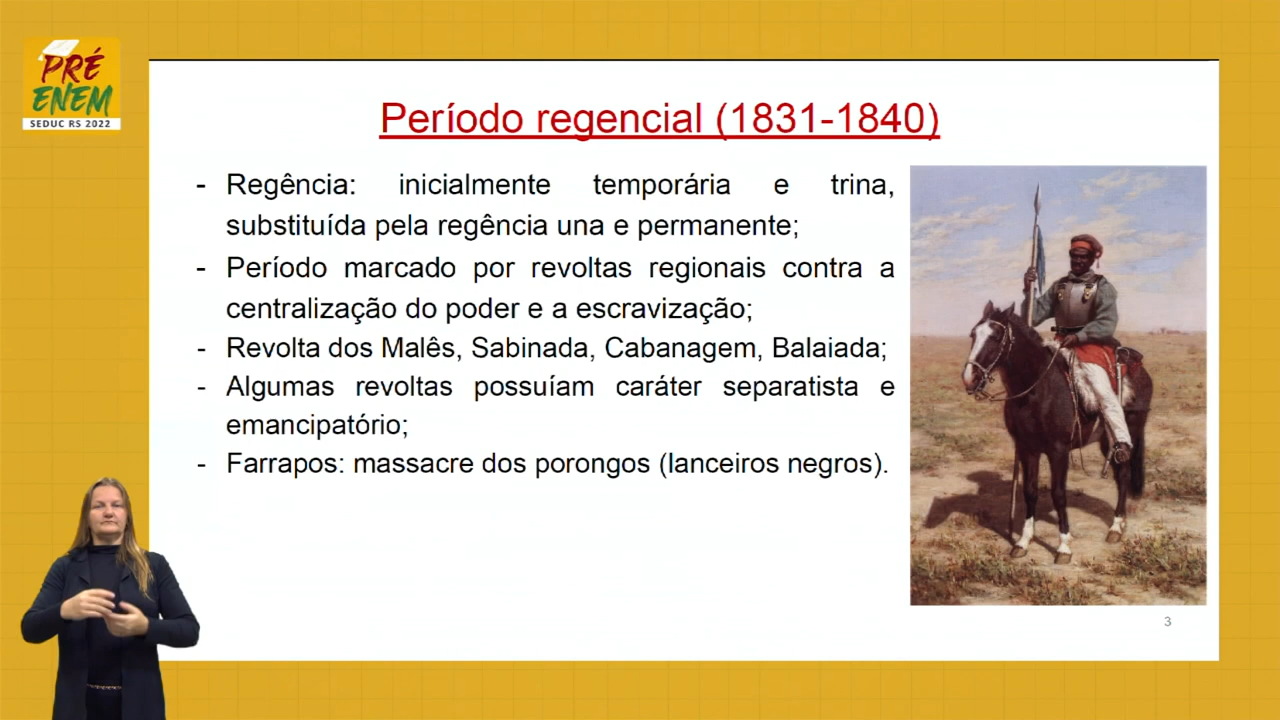 PRÉ
ENEM
SEDUC RS 2022
Período regencial (1831-1840)
- Regência: inicialmente temporária e trina,
substituída pela regência una e permanente;
- Período marcado por revoltas regionais contra a
centralização do poder e a escravização;
- Revolta dos Malês, Sabinada, Cabanagem, Balaiada;
- Algumas revoltas possuíam caráter separatista e
emancipatório;
- Farrapos: massacre dos porongos (lanceiros negros).
3